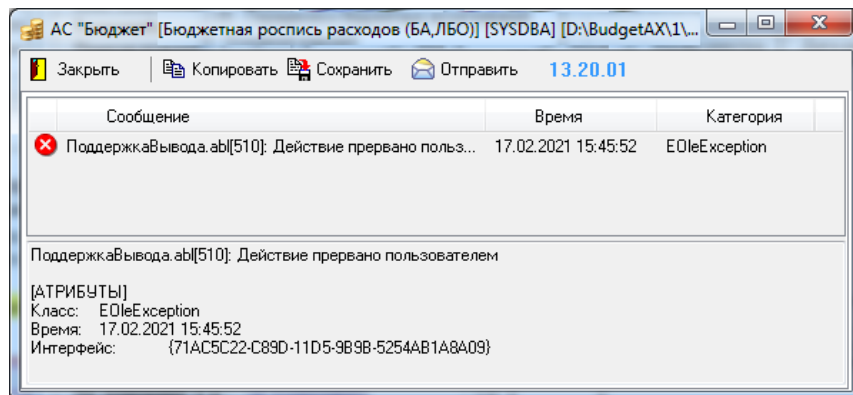 АС "Бюджет" [Бюджетная роспись расходов (БА,ЛБО)] [SYSDBA] [D:\BudgetAX\1\...
Закрыть Копировать Сохранить Отправить 13.20.01
Сообщение Время Категория
ПоддержкаВывода.abl[510]: Действие прервано польз... 17.02.2021 15:45:52 EOleException
ПоддержкаВывода.abl[510]: Действие прервано пользователем
[АТРИБУТЫ]
Класс: EOleException
Время: 17.02.2021 15:45:52
Интерфейс: {71AC5C22-C89D-11D5-9B9B-5254AB1A8A09}